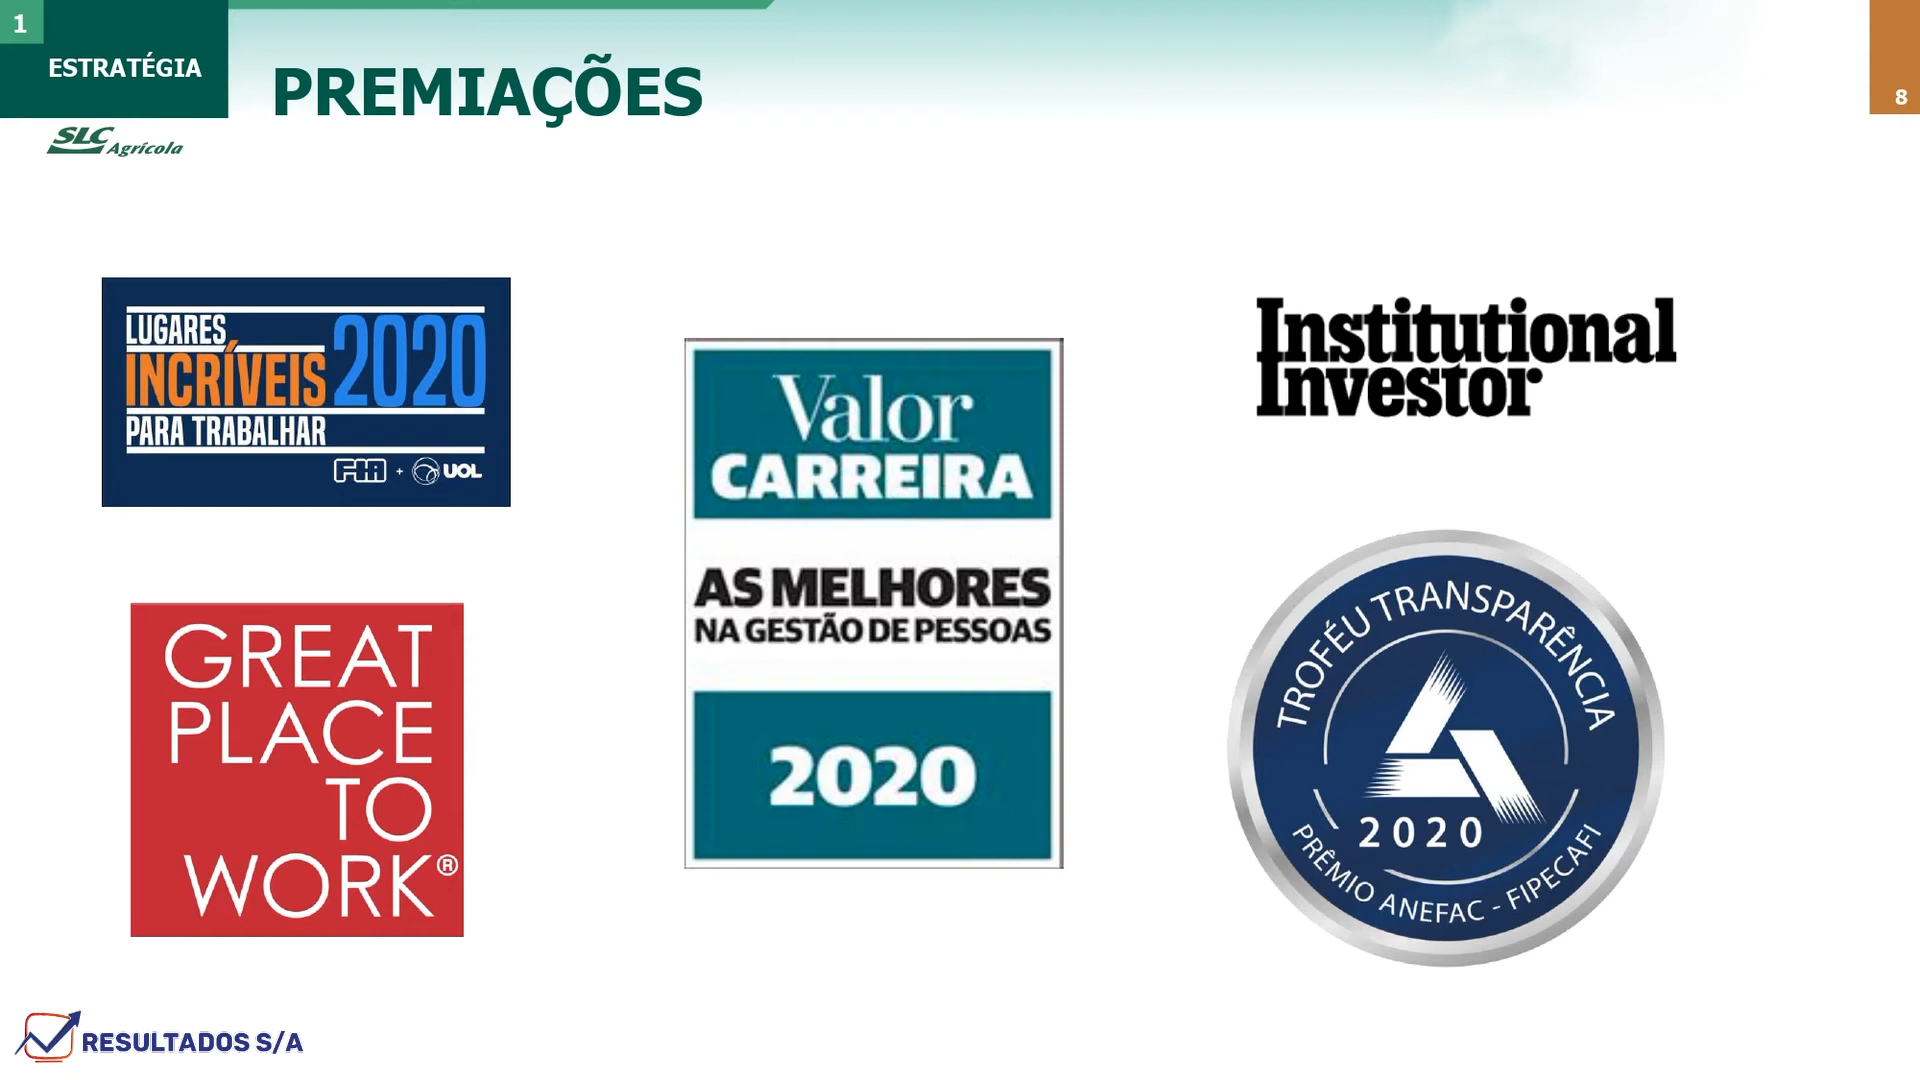 1
ESTRATÉGIA
PREMIAÇÕES
8
SLC Agrícola
LUGARES
INCRÍVEIS 2020
PARA TRABALHAR
FIA + UOL
GREAT
PLACE
TO
WORK®
Valor
CARREIRA
AS MELHORES
NA GESTÃO DE PESSOAS
2020
Institutional
Investor
TROFÉU TRANSPARÊNCIA
2020
PRÊMIO ANEFAC - FIPECAFI
RESULTADOS S/A